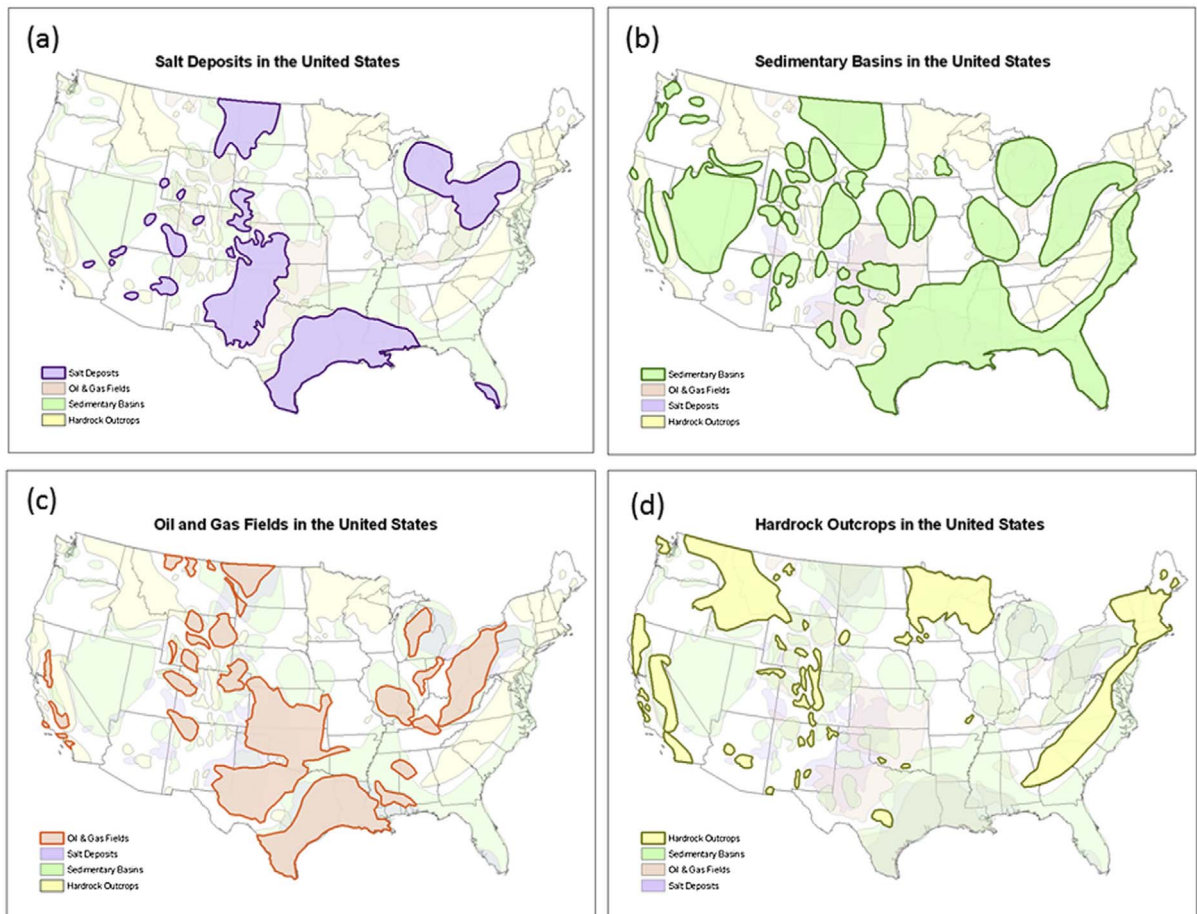 (a)
Salt Deposits in the United States
Salt Deposits
Oil & Gas Fields
Sedimentary Basins
Hardrock Outcrops
(b)
Sedimentary Basins in the United States
Sedimentary Basins
Oil & Gas Fields
Salt Deposits
Hardrock Outcrops
(c)
Oil and Gas Fields in the United States
Oil & Gas Fields
Salt Deposits
Sedimentary Basins
Hardrock Outcrops
(d)
Hardrock Outcrops in the United States
Hardrock Outcrops
Sedimentary Basins
Oil & Gas Fields
Salt Deposits